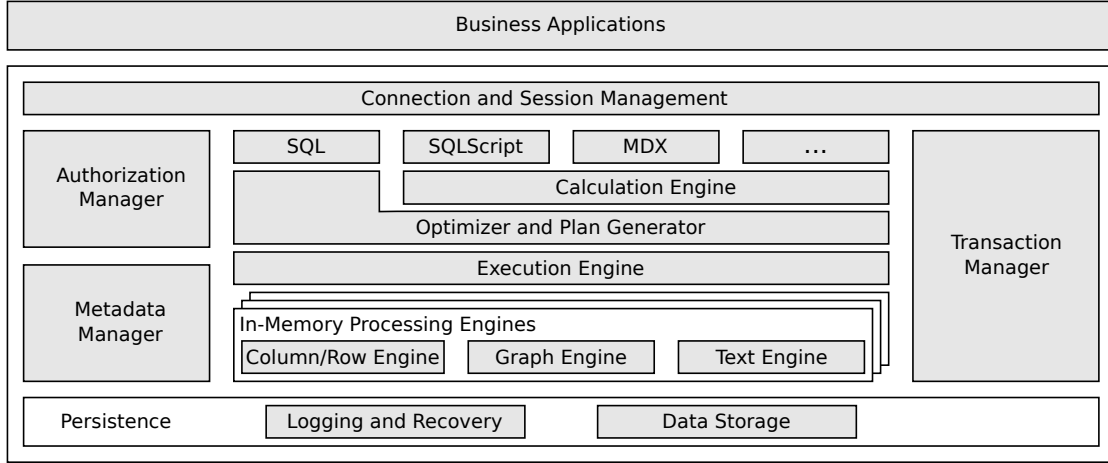 Business Applications
Connection and Session Management
Authorization
Manager
SQL
SQLScript
MDX
...
Calculation Engine
Optimizer and Plan Generator
Execution Engine
Transaction
Manager
Metadata
Manager
In-Memory Processing Engines
Column/Row Engine
Graph Engine
Text Engine
Persistence
Logging and Recovery
Data Storage